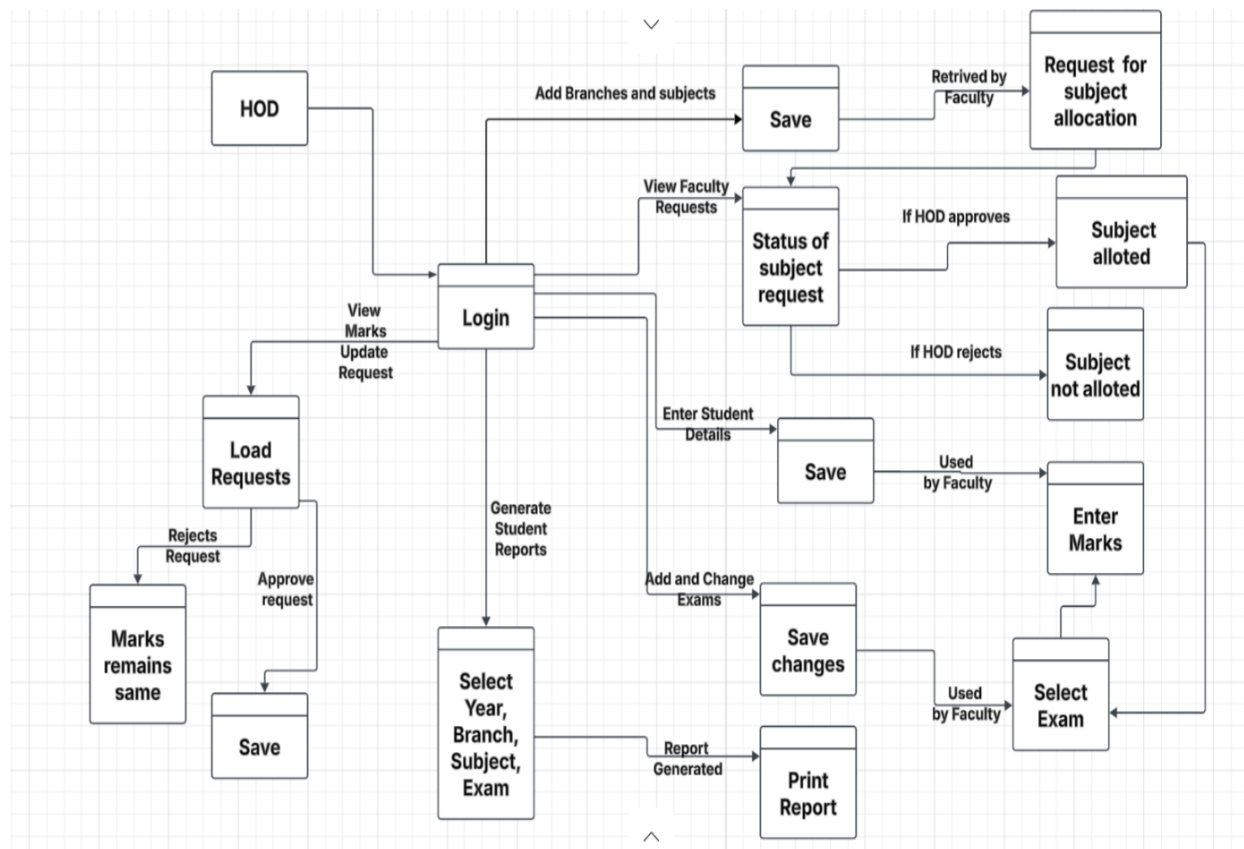 HOD
Add Branches and subjects
Save
Retrived by
Faculty
Request for
subject
allocation
View Faculty
Requests
Status of
subject
request
If HOD approves
Subject
alloted
If HOD rejects
Subject
not alloted
Login
View
Marks
Update
Request
Load
Requests
Rejects
Request
Approve
request
Marks
remains
same
Save
Generate
Student
Reports
Select
Year,
Branch,
Subject,
Exam
Report
Generated
Print
Report
Enter Student
Details
Save
Used
by Faculty
Enter
Marks
Add and Change
Exams
Save
changes
Used
by Faculty
Select
Exam